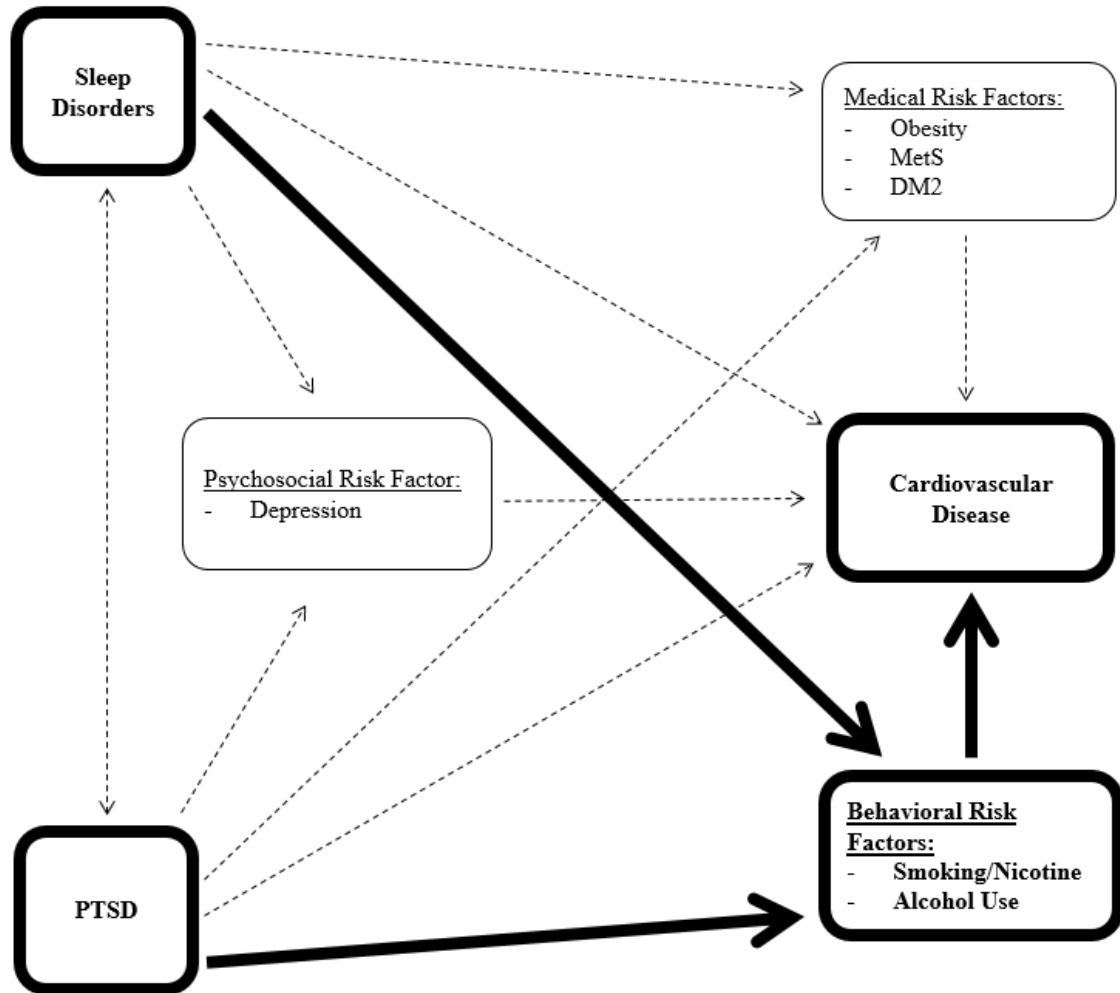 Sleep
Disorders
Medical Risk Factors:
- Obesity
- MetS
- DM2
Psychosocial Risk Factor:
- Depression
Cardiovascular
Disease
PTSD
Behavioral Risk
Factors:
- Smoking/Nicotine
- Alcohol Use